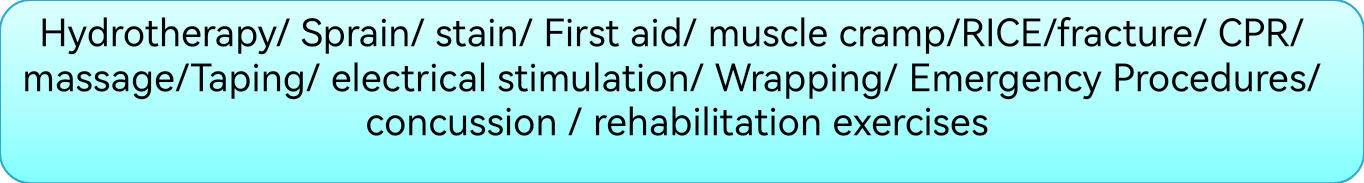 Hydrotherapy/ Sprain/ stain/ First aid/ muscle cramp/RICE/fracture/ CPR/
massage/Taping/ electrical stimulation/ Wrapping/ Emergency Procedures/
concussion / rehabilitation exercises